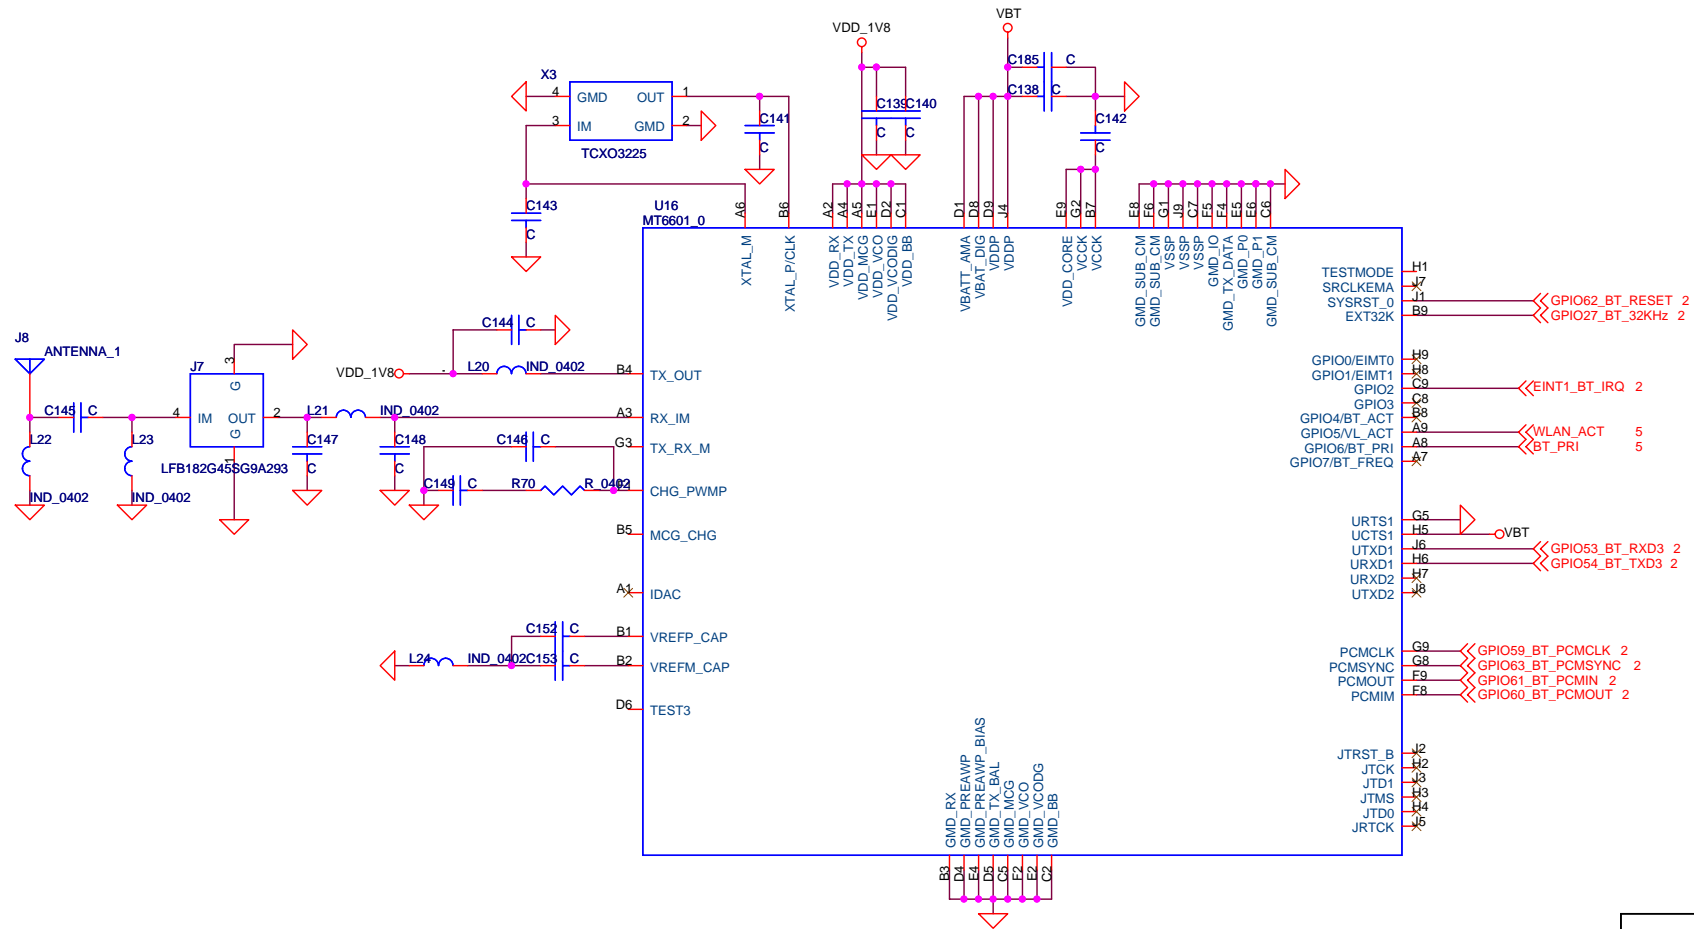 VDD_1V8
VBT
X3
4 GMD OUT 1
3 IM GMD 2
TCXO3225
C141
C
C139 C140
C C
C185 C
C138 C
C142
C
C143
C
U16
MT6601_0
A6 B6 A2 A4 A5 E1 D2 C1 D1 D8 D9 J4 E9 G2 B7 E8 F6 G1 J9 C7 F5 F4 E5 E6 C6
XTAL_M
XTAL_P/CLK
VDD_RX
VDD_TX
VDD_MCG
VDD_VCO
VDD_VCODIG
VDD_BB
VBATT_AMA
VBAT_DIG
VDDP
VDDP
VDD_CORE
VCCK
VCCK
GMD_SUB_CM
GMD_SUB_CM
VSSP
VSSP
VSSP
GMD_IO
GMD_TX_DATA
GMD_P0
GMD_P1
GMD_SUB_CM
TESTMODE H1
SRCLKEMA J7
SYSRST_0 J1 GPIO62_BT_RESET 2
EXT32K B9 GPIO27_BT_32KHz 2
GPIO0/EIMT0 H9
GPIO1/EIMT1 H8
GPIO2 C9 EINT1_BT_IRQ 2
GPIO3 C8
GPIO4/BT_ACT B8
GPIO5/VL_ACT A9 WLAN_ACT 5
GPIO6/BT_PRI A8 BT_PRI 5
GPIO7/BT_FREQ A7
URTS1 G5
UCTS1 H5 VBT
UTXD1 J6 GPIO53_BT_RXD3 2
URXD1 H6 GPIO54_BT_TXD3 2
URXD2 H7
UTXD2 J8
PCMCLK G9 GPIO59_BT_PCMCLK 2
PCMSYNC G8 GPIO63_BT_PCMSYNC 2
PCMOUT F9 GPIO61_BT_PCMIN 2
PCMIM F8 GPIO60_BT_PCMOUT 2
JTRST_B J2
JTCK H2
JTD1 J3
JTMS H3
JTD0 H4
JRTCK J5
C144 C
VDD_1V8 L20 IND_0402 B4 TX_OUT
J8
ANTENNA_1
J7
3
G
C145 C 4 IM OUT 2 L21 IND_0402 A3 RX_IM
G
1
L22
IND_0402
L23
IND_0402
LFB182G45SG9A293
C147
C
C148
C
C146 C G3 TX_RX_M
C149 C R70 R_0402 CHG_PWMP
B5 MCG_CHG
A1 IDAC
C152 C B1 VREFP_CAP
L24 IND_0402 C153 C B2 VREFM_CAP
D6 TEST3
GMD_RX
GMD_PREAWP
GMD_PREAWP_BIAS
GMD_TX_BAL
GMD_MCG
GMD_VCO
GMD_VCODG
GMD_BB
B3 D4 E4 D5 C5 F2 E2 C2